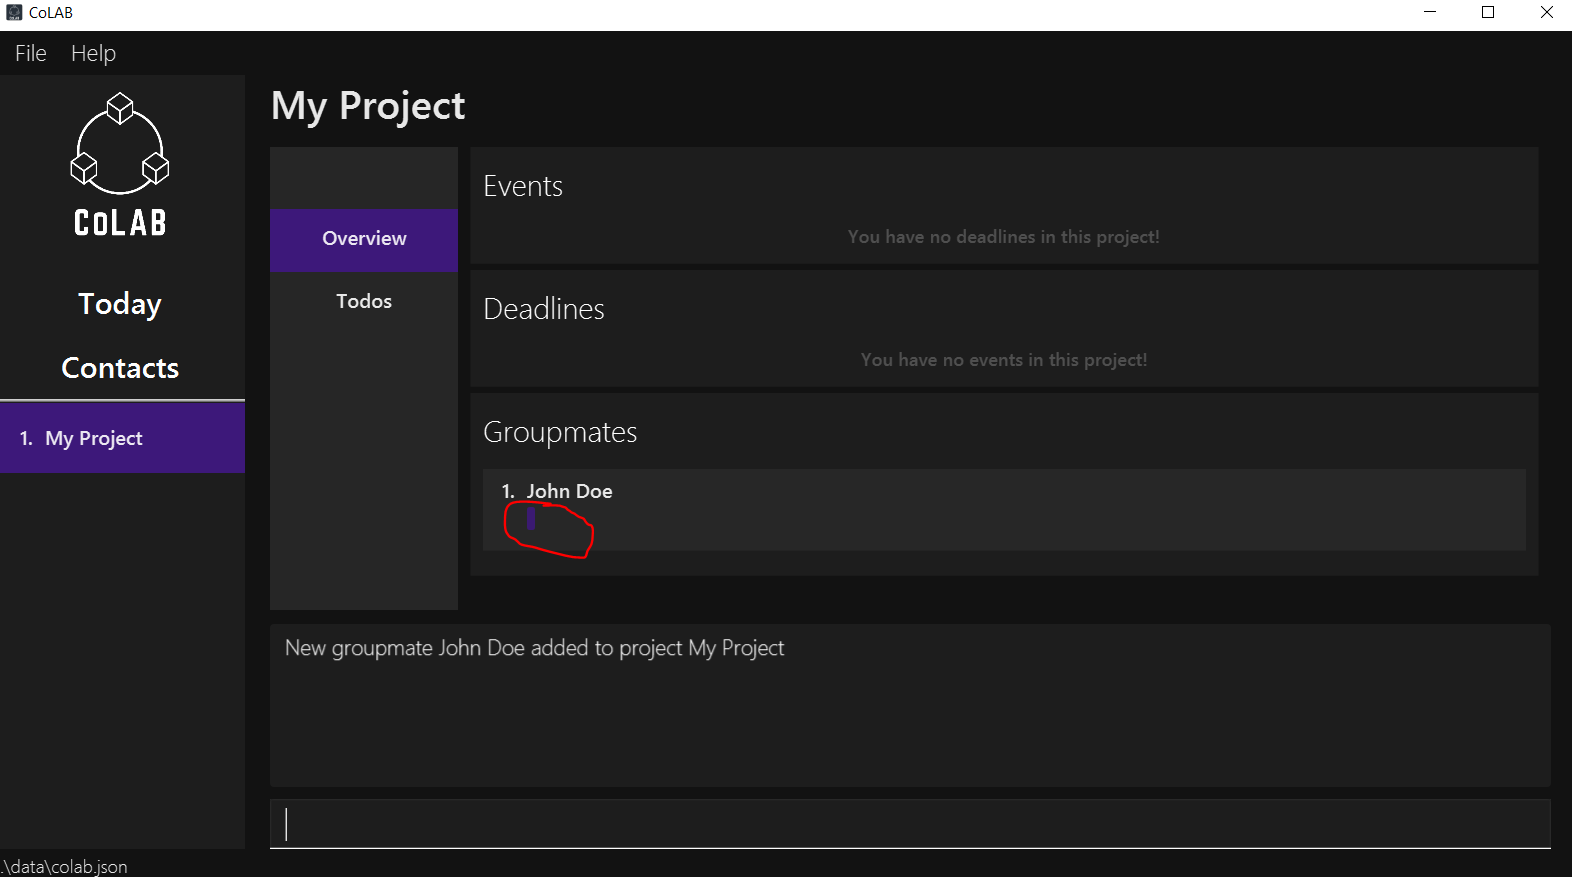 CoLAB
File Help
CoLAB
Today
Contacts
1. My Project
My Project
Overview
Todos
Events
You have no deadlines in this project!
Deadlines
You have no events in this project!
Groupmates
1. John Doe
New groupmate John Doe added to project My Project
.\data\colab.json